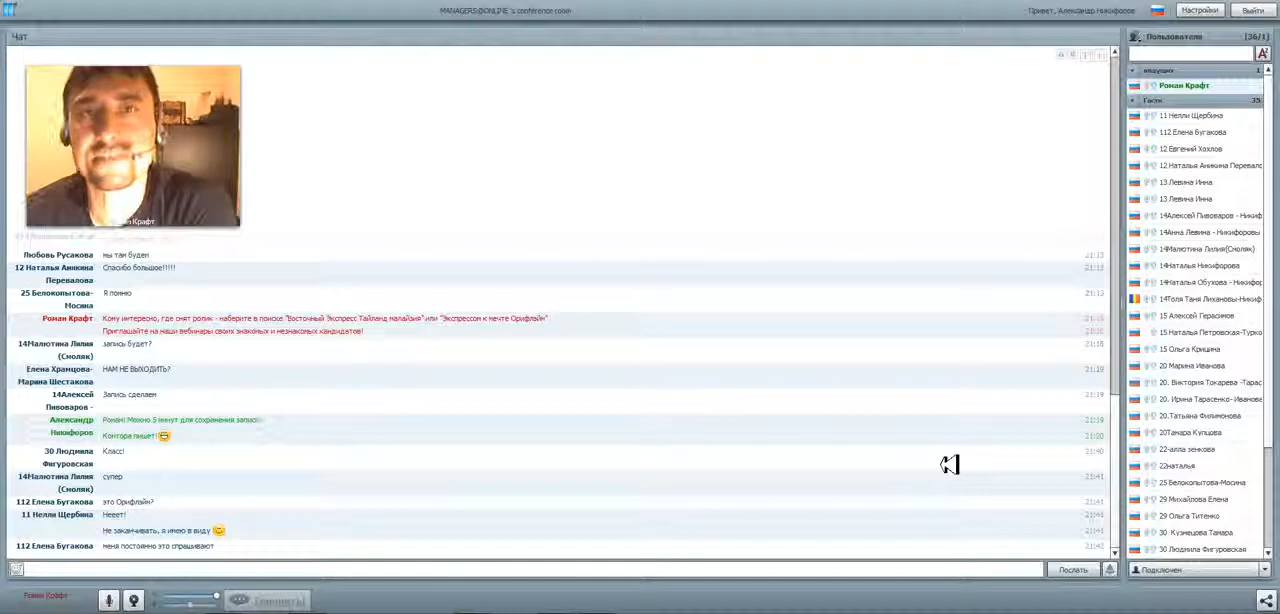 MANAGERS@ONLINE 's conference room
Привет, Александр Никифоров
Настройки
Выйти
Чат
Крафт
Любовь Русакова мы там будем 21:13
12 Наталья Аникина Спасибо большое!!!!! 21:13
Перевалова
25 Белокопытова- Я помню 21:13
Мосина
Роман Крафт Кому интересно, где снят ролик - наберите в поиске "Восточный Экспресс Тайланд малайзия" или "Экспрессом к мечте Орифлэйн"
Приглашайте на наши вебинары своих знакомых и незнакомых кандидатов!
14Малютина Лилия запись будет? 21:18
(Смоляк)
Елена Храмцова- НАМ НЕ ВЫХОДИТЬ? 21:19
Марина Шестакова
14Алексей Запись сделаем 21:19
Пивоваров -
Александр Роман! Можно 5 минут для сохранения записи 21:19
Никифоров Контора пишет! 21:20
30 Людмила Класс! 21:40
Фигуровская
14Малютина Лилия супер 21:41
(Смоляк)
112 Елена Бугакова это Орифлэйн? 21:41
11 Нелли Щербина Нееет! 21:41
Не заканчивать, я имею в виду 21:41
112 Елена Бугакова меня постоянно это спрашивают 21:42
Послать
Роман Крафт
Пользователи [36/1]
ведущих 1
Роман Крафт
Гости 35
11 Нелли Щербина
112 Елена Бугакова
12 Евгений Хохлов
12 Наталья Аникина Перевало
13 Левина Инна
13 Левина Инна
14Алексей Пивоваров - Никиф
14Анна Левина - Никифоровы
14Малютина Лилия(Смоляк)
14Наталья Никифорова
14Наталья Обухова - Никифор
14Толя Таня Лихановы-Никиф
15 Алексей Герасимов
15 Наталья Петровская-Турко
15 Ольга Крицина
20 Марина Иванова
20. Виктория Токарева -Тарас
20. Ирина Тарасенко- Иванова
20.Татьяна Филимонова
20Тамара Купцова
22-алла зенкова
22наталья
25 Белокопытова-Мосина
29 Михайлова Елена
29 Ольга Титенко
30 Кузмецова Тамара
30 Людмила Фигуровская
Подключен